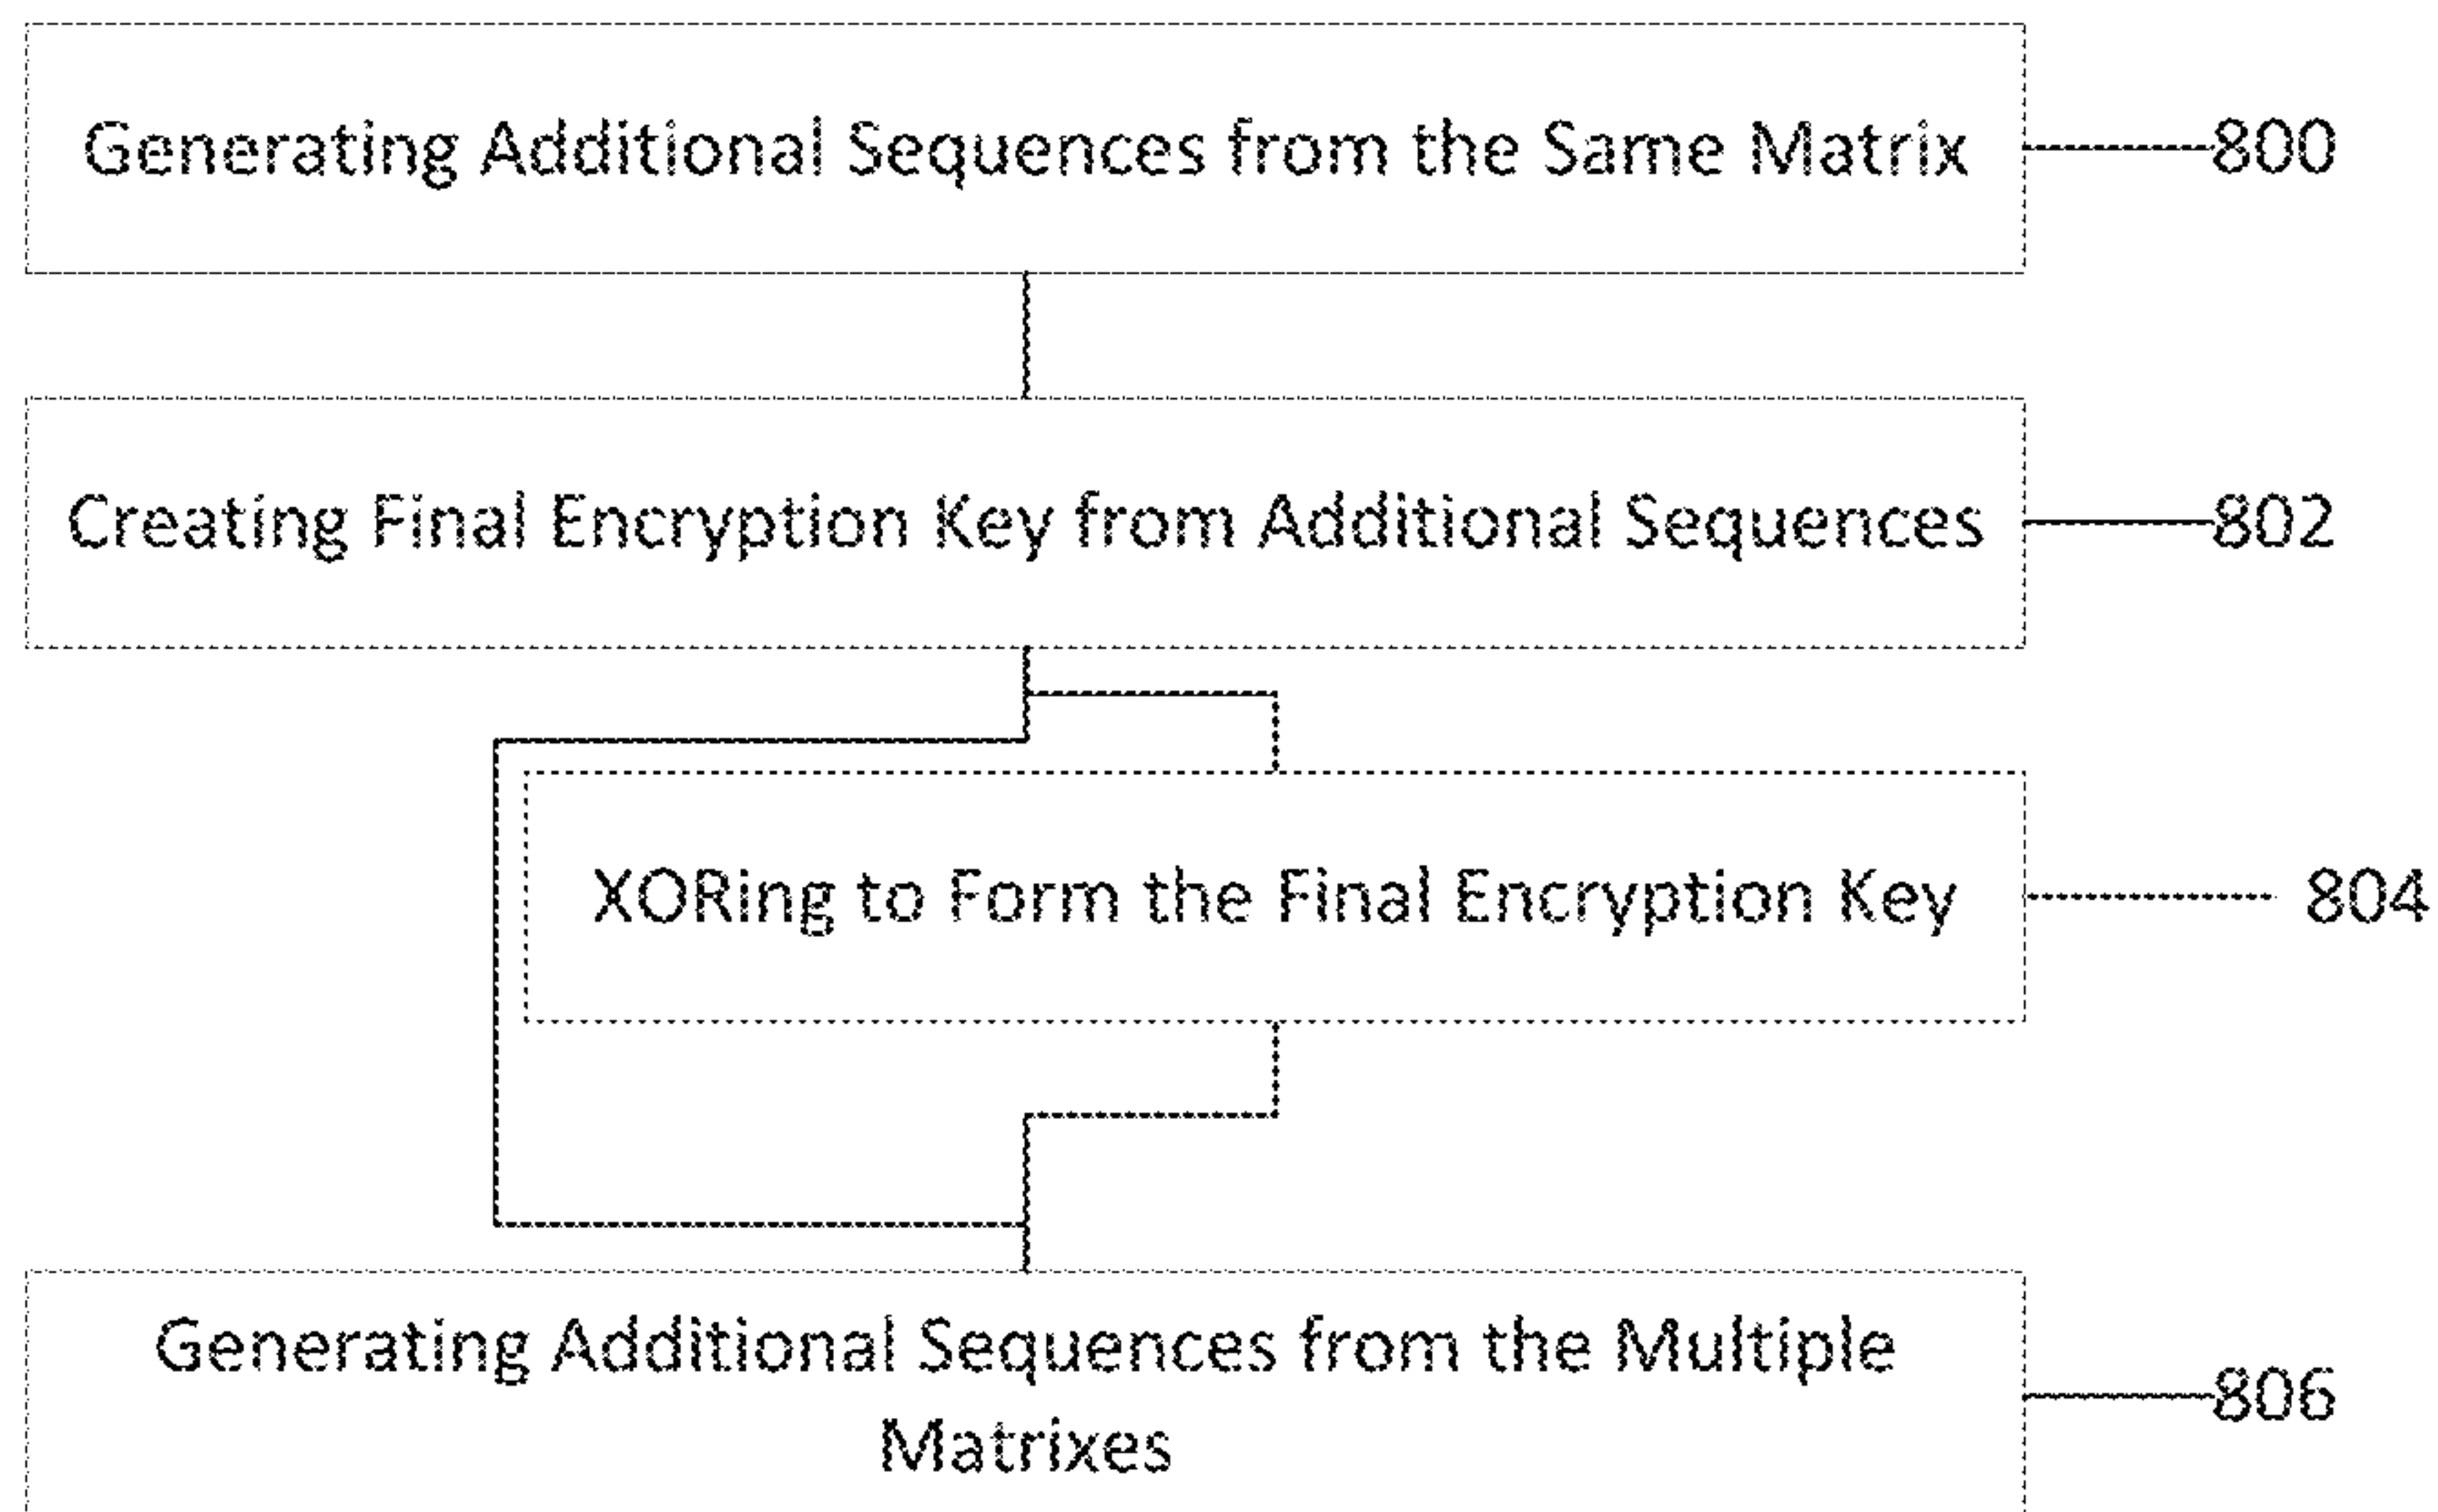 Generating Additional Sequences from the Same Matrix 800
Creating Final Encryption Key from Additional Sequences 802
XORing to Form the Final Encryption Key 804
Generating Additional Sequences from the Multiple
Matrixes
806